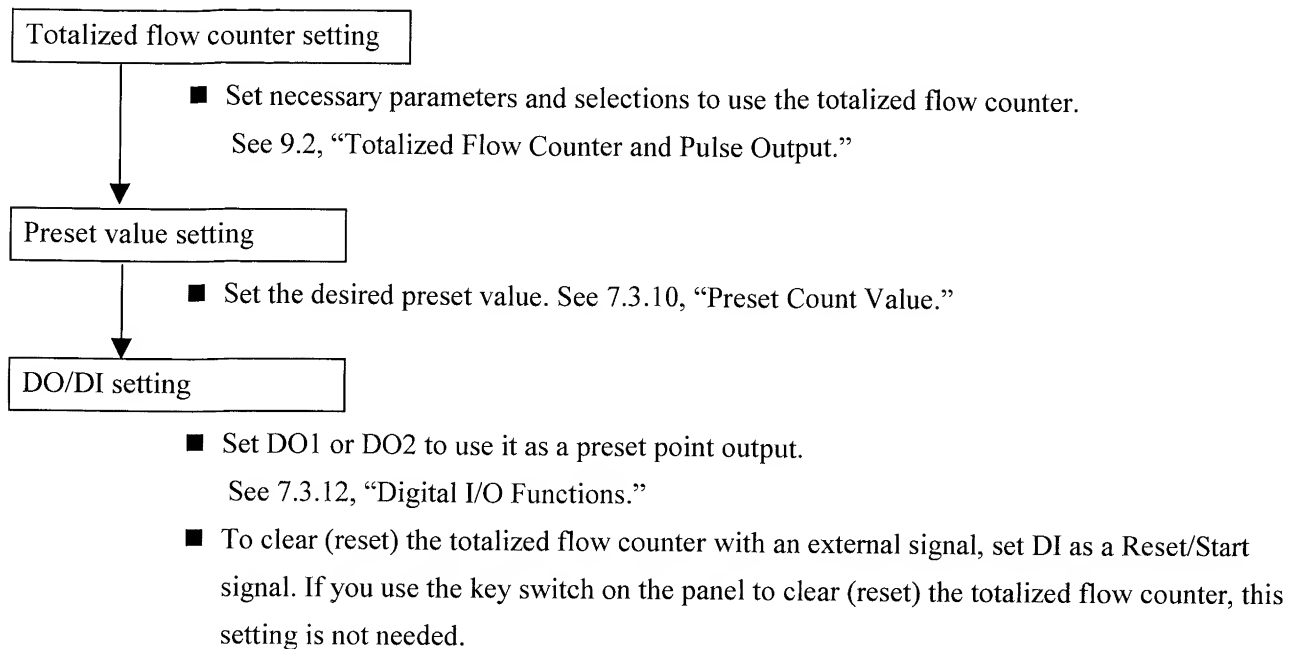 Totalized flow counter setting
■ Set necessary parameters and selections to use the totalized flow counter.
See 9.2, “Totalized Flow Counter and Pulse Output.”
Preset value setting
■ Set the desired preset value. See 7.3.10, “Preset Count Value.”
DO/DI setting
■ Set DO1 or DO2 to use it as a preset point output.
See 7.3.12, “Digital I/O Functions.”
■ To clear (reset) the totalized flow counter with an external signal, set DI as a Reset/Start
signal. If you use the key switch on the panel to clear (reset) the totalized flow counter, this
setting is not needed.